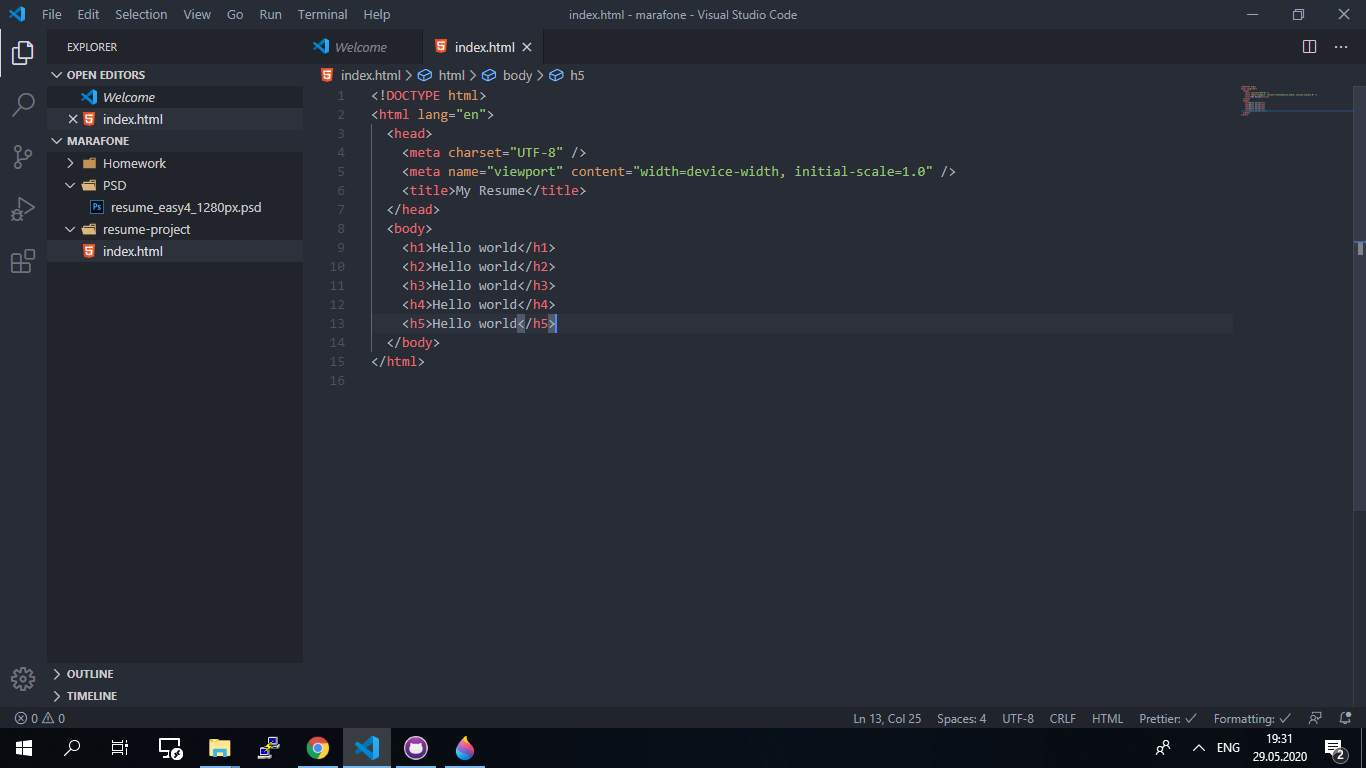 File Edit Selection View Go Run Terminal Help index.html - marafone - Visual Studio Code
EXPLORER
OPEN EDITORS
Welcome
index.html
MARAFONE
Homework
PSD
Ps resume_easy4_1280px.psd
resume-project
index.html
OUTLINE
TIMELINE
Welcome index.html
index.html html body h5
1 <!DOCTYPE html>
2 <html lang="en">
3 <head>
4 <meta charset="UTF-8" />
5 <meta name="viewport" content="width=device-width, initial-scale=1.0" />
6 <title>My Resume</title>
7 </head>
8 <body>
9 <h1>Hello world</h1>
10 <h2>Hello world</h2>
11 <h3>Hello world</h3>
12 <h4>Hello world</h4>
13 <h5>Hello world</h5>
14 </body>
15 </html>
16
0 0 Ln 13, Col 25 Spaces: 4 UTF-8 CRLF HTML Prettier: Formatting:
ENG 19:31
29.05.2020 2